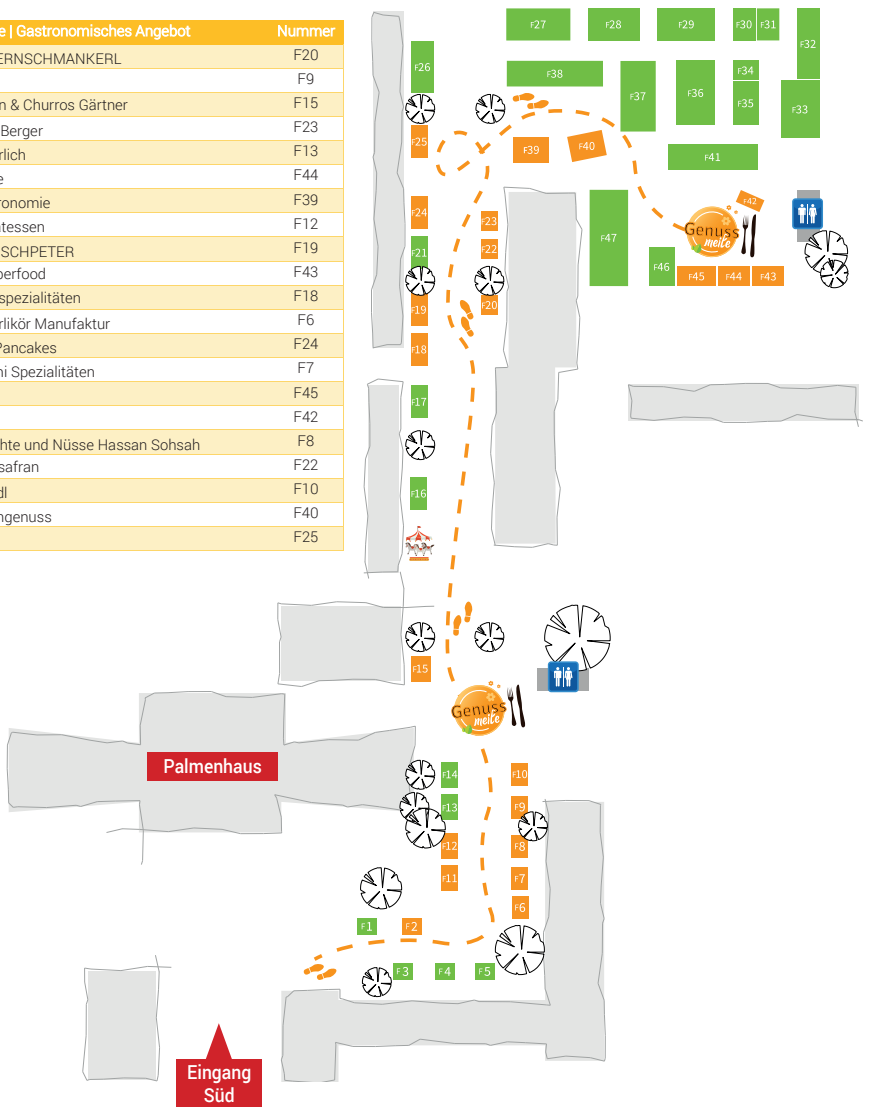 e | Gastronomisches Angebot Nummer
ERNSCHMANKERL F20
F9
n & Churros Gärtner F15
Berger F23
rlich F13
e F44
ronomie F39
atessen F12
SCHPETER F19
perfood F43
spezialitäten F18
rlikör Manufaktur F6
Pancakes F24
ni Spezialitäten F7
F45
F42
hte und Nüsse Hassan Sohsah F8
safran F22
dl F10
ngenuss F40
F25
F27 F28 F29 F30 F31
F32
F26
F38 F34
F37 F36 F35 F33
F25 F39 F40
F41
F42
F24 F23
F47 Genuss
meile
F21 F22
F46 F45 F44 F43
F19 F20
F18
F17
F16
F15
Genuss
meile
Palmenhaus
F14 F10
F13 F9
F12 F8
F11 F7
F6
F1 F2
F3 F4 F5
Eingang
Süd